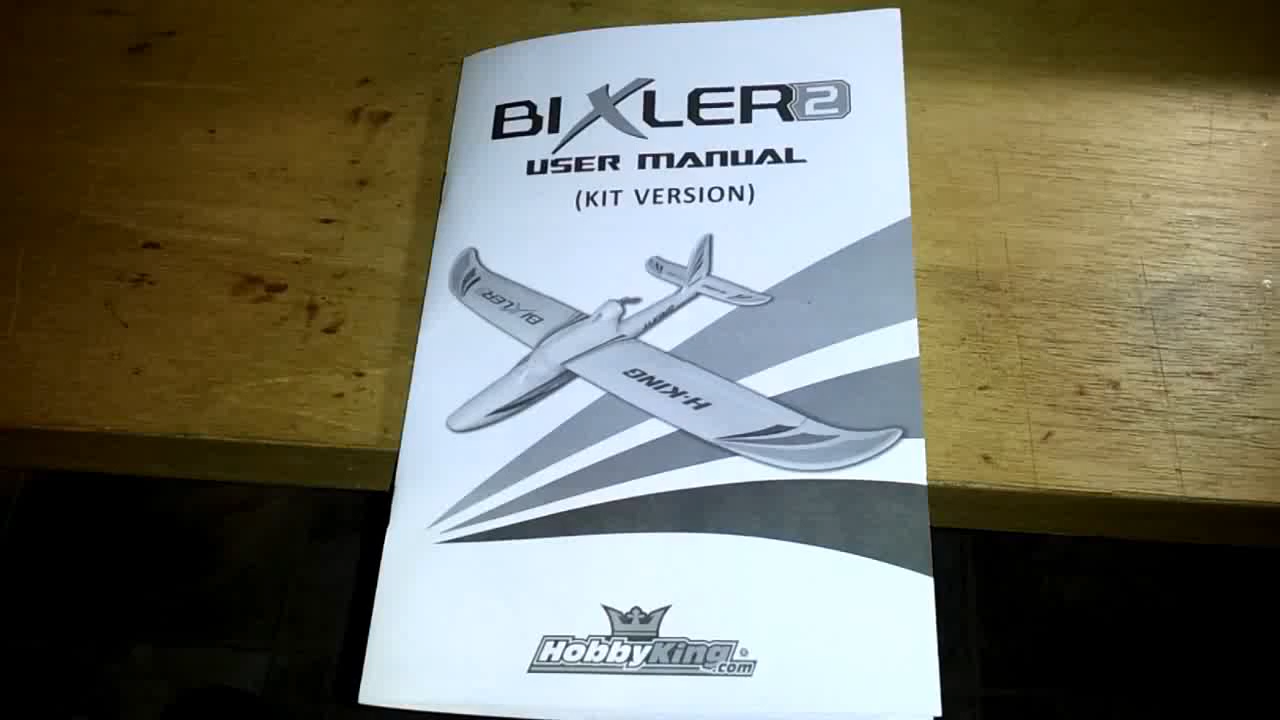 BIXLER2
USER MANUAL
(KIT VERSION)
BIXLER
H-KING
HobbyKing
.com